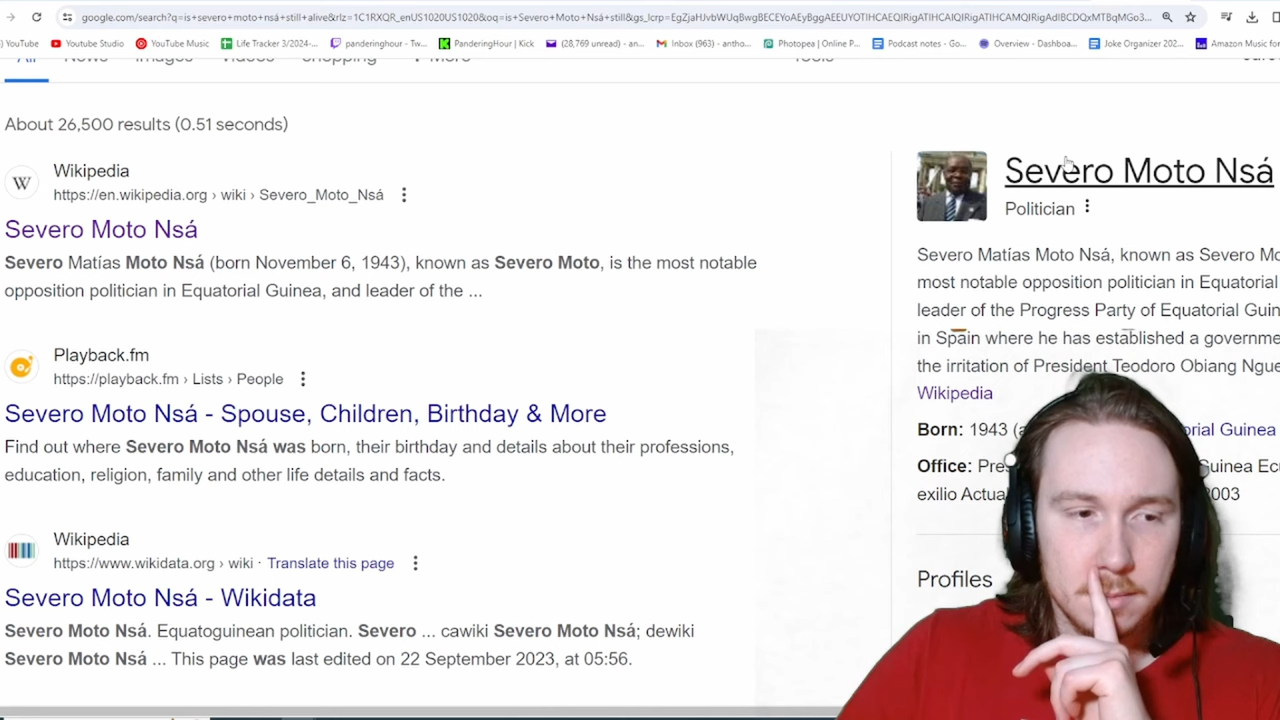 google.com/search?q=is+severo+moto+nsá+still+alive&rlz=1C1RXQR_enUS1020US1020&oq=is+Severo+Moto+Nsá+still+
YouTube
YouTube Studio
YouTube Music
Life Tracker 3/2024-...
panderinghour - Tw...
PanderingHour | Kick
(28,769 unread) - an...
Inbox (963) - antho...
Photopea | Online P...
Podcast notes - Go...
Overview - Dashboa...
Joke Organizer 202...
Amazon Music fo
All News Images Videos Shopping More Tools
About 26,500 results (0.51 seconds)
Wikipedia
https://en.wikipedia.org › wiki › Severo_Moto_Nsá
Severo Moto Nsá
Severo Matías Moto Nsá (born November 6, 1943), known as Severo Moto, is the most notable
opposition politician in Equatorial Guinea, and leader of the ...
Playback.fm
https://playback.fm › Lists › People
Severo Moto Nsá - Spouse, Children, Birthday & More
Find out where Severo Moto Nsá was born, their birthday and details about their professions,
education, religion, family and other life details and facts.
Wikipedia
https://www.wikidata.org › wiki · Translate this page
Severo Moto Nsá - Wikidata
Severo Moto Nsá. Equatoguinean politician. Severo ... cawiki Severo Moto Nsá; dewiki
Severo Moto Nsá ... This page was last edited on 22 September 2023, at 05:56.
Severo Moto Nsá
Politician
Severo Matías Moto Nsá, known as Severo Mo
most notable opposition politician in Equatorial
leader of the Progress Party of Equatorial Guin
in Spain where he has established a governme
the irritation of President Teodoro Obiang Ngue
Wikipedia
Born: 1943 (a orial Guinea
Office: Pres Guinea Ecu
exilio Actua 2003
Profiles